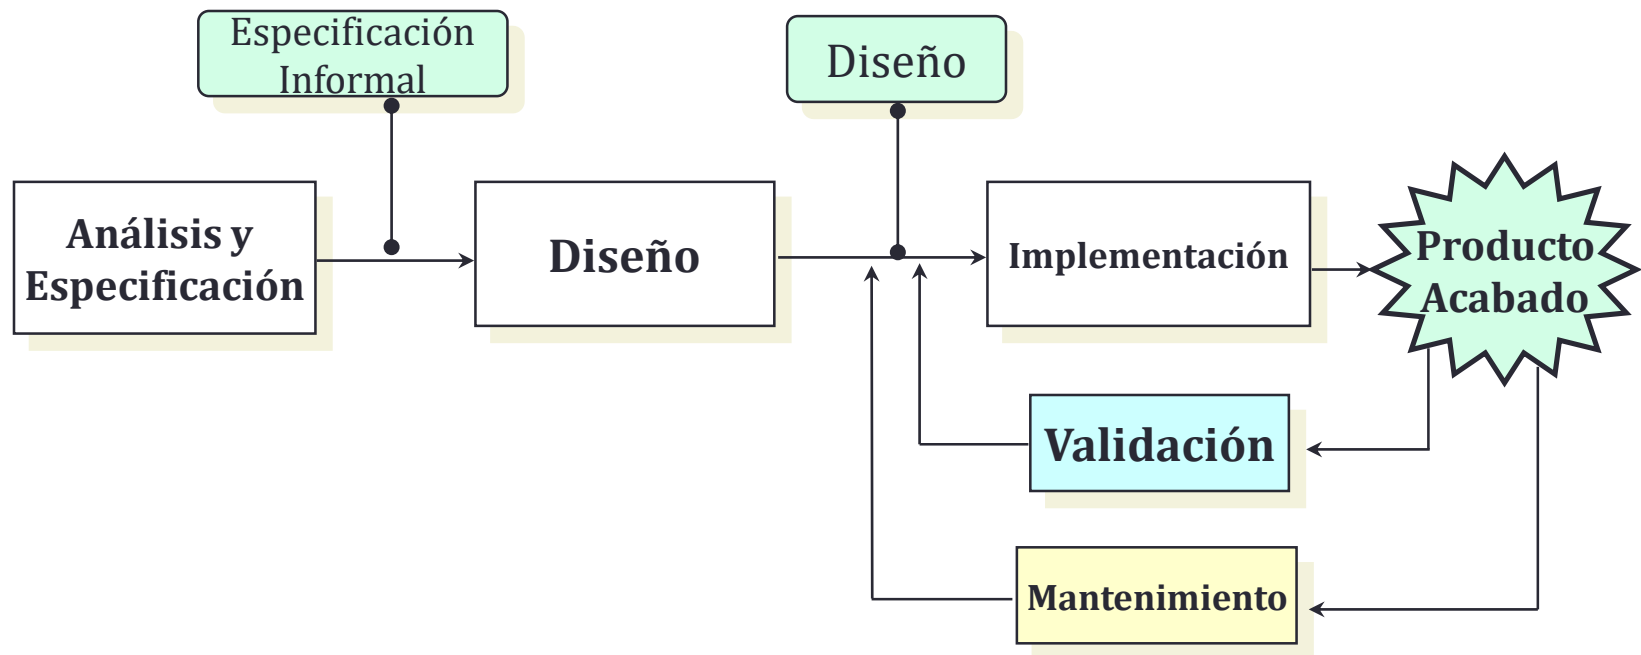 Especificación
Informal
Diseño
Análisis y
Especificación
Diseño
Implementación
Producto
Acabado
Validación
Mantenimiento